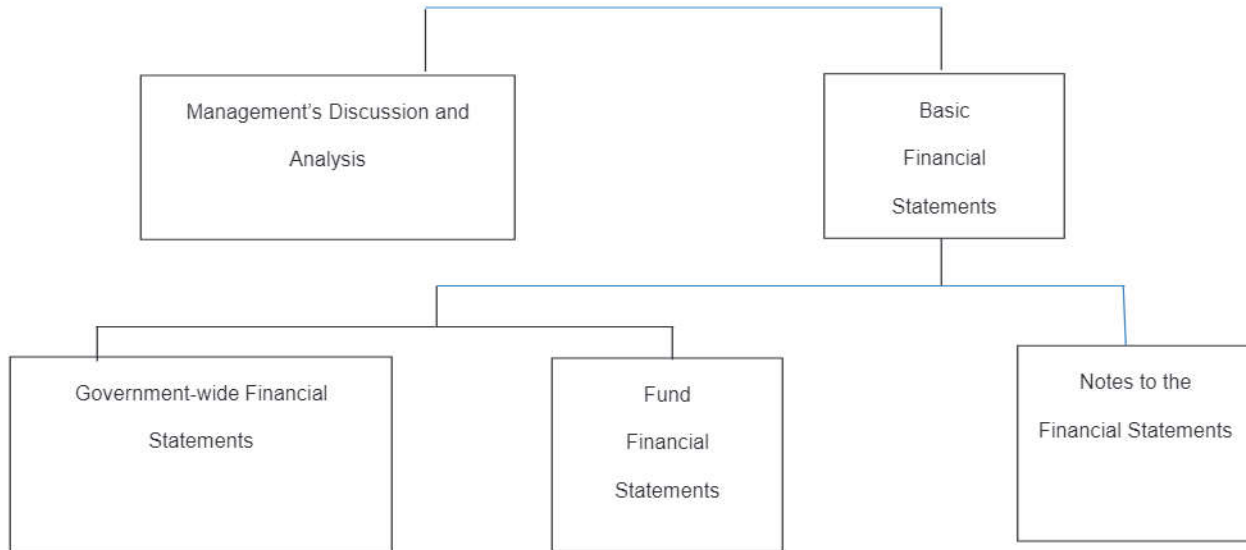 Management’s Discussion and
Analysis
Basic
Financial
Statements
Government-wide Financial
Statements
Fund
Financial
Statements
Notes to the
Financial Statements